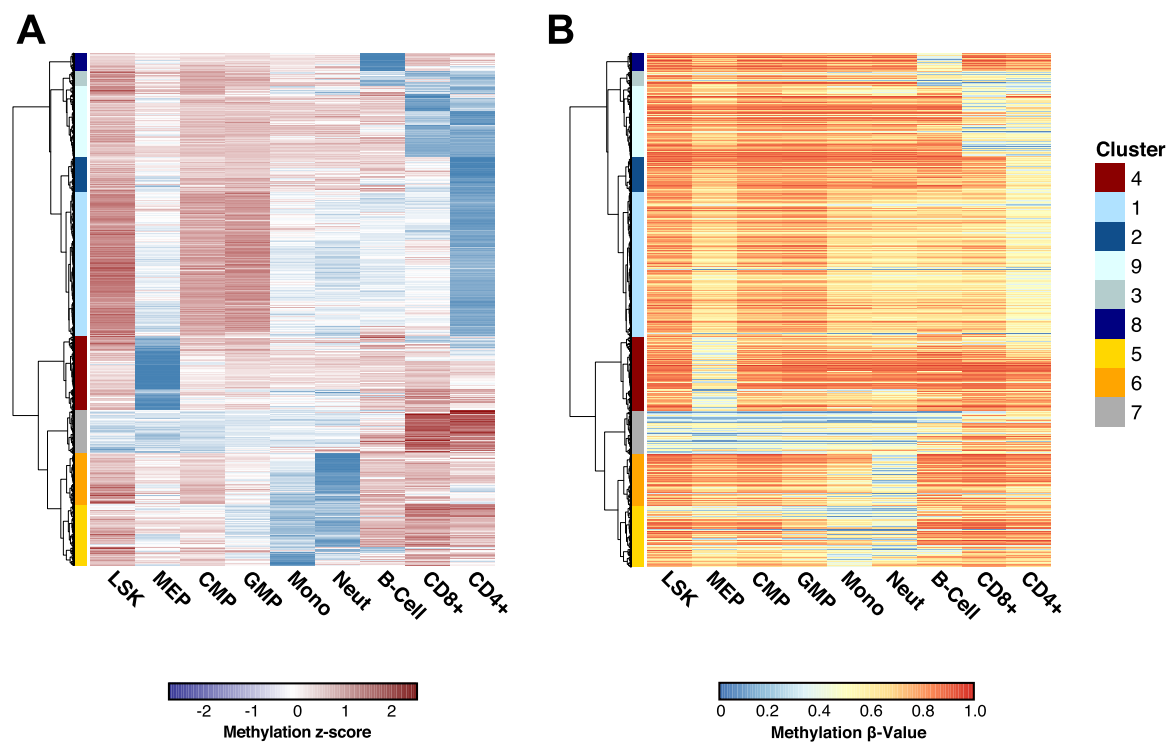 A
B
Cluster
4
1
2
9
3
8
5
6
7
LSK
MEP
CMP
GMP
Mono
Neut
B-Cell
CD8+
CD4+
LSK
MEP
CMP
GMP
Mono
Neut
B-Cell
CD8+
CD4+
-2 -1 0 1 2
Methylation z-score
0 0.2 0.4 0.6 0.8 1.0
Methylation β-Value